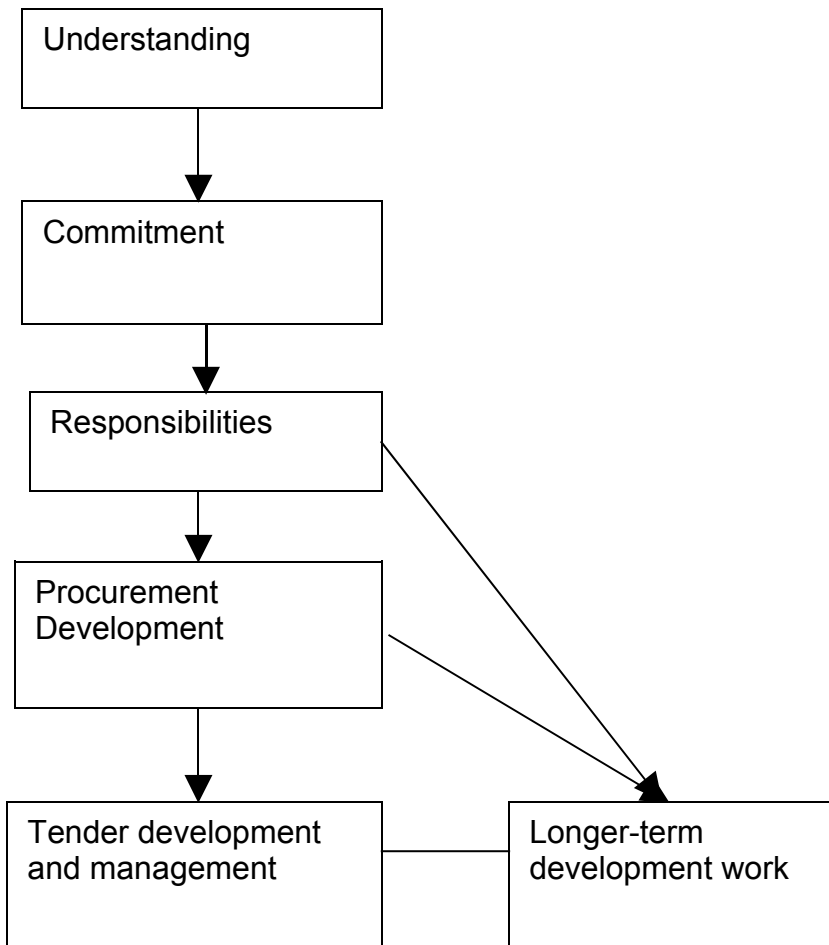 Understanding
Commitment
Responsibilities
Procurement
Development
Tender development
and management
Longer-term
development work